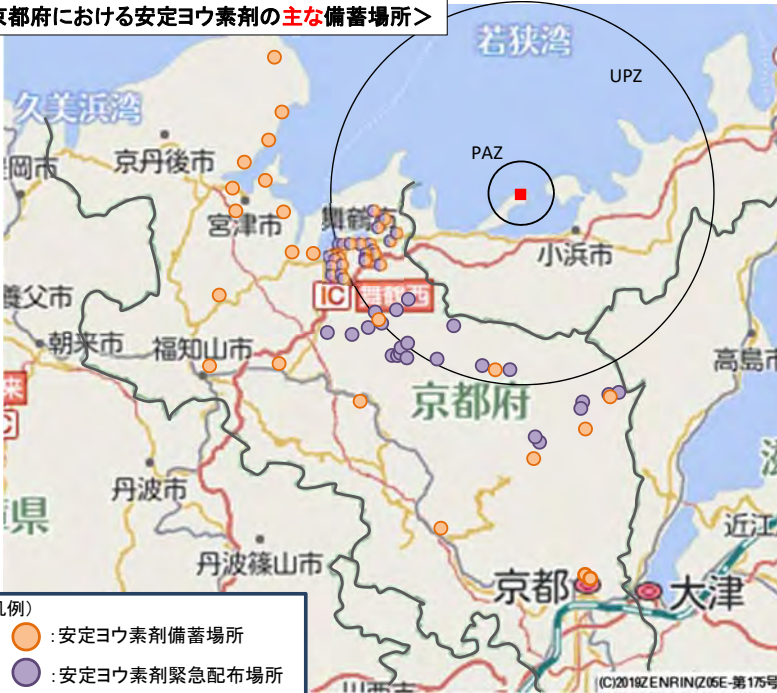 京都府における安定ヨウ素剤の主な備蓄場所＞
若狭湾
UPZ
久美浜湾
PAZ
京丹後市
岡市
宮津市
舞鶴市
小浜市
養父市
IC 舞鶴西
朝来市
福知山市
高島市
京都府
丹波市
県
近江
丹波篠山市
京都
大津
凡例）
：安定ヨウ素剤備蓄場所
：安定ヨウ素剤緊急配布場所
(C)2019ZENRIN(Z05E-第175号